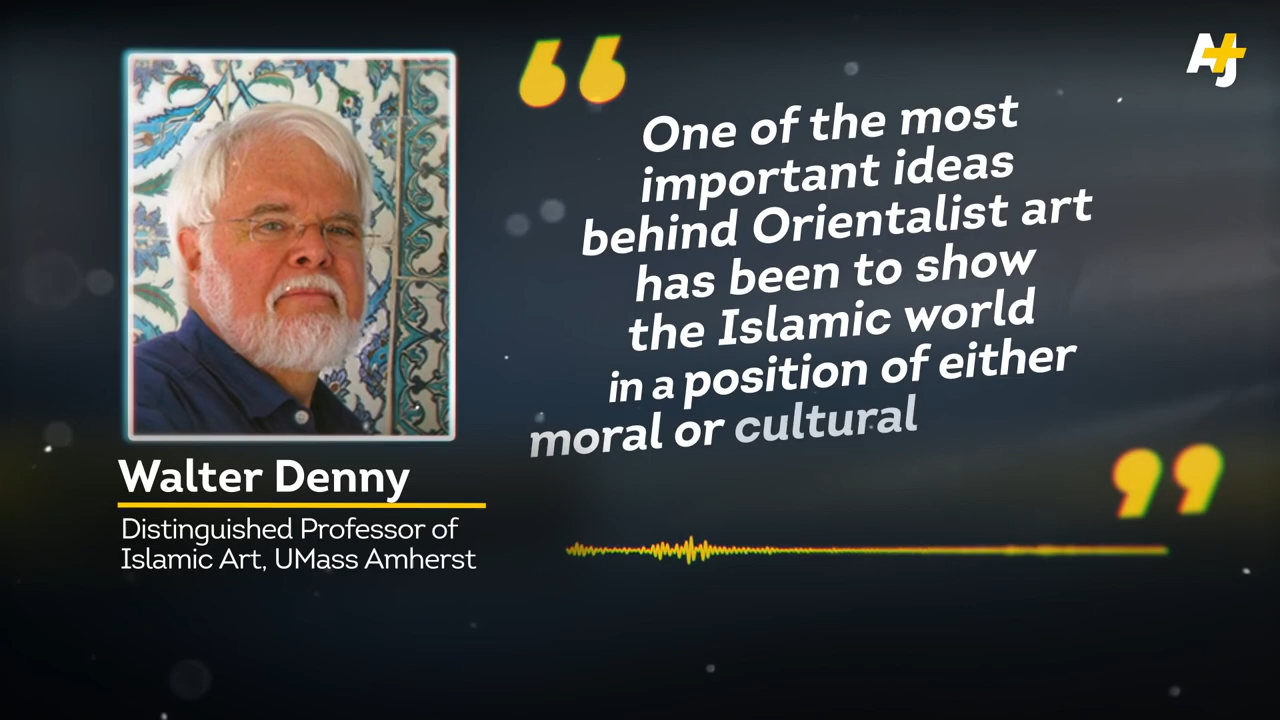 Walter Denny
Distinguished Professor of
Islamic Art, UMass Amherst
“
One of the most
important ideas
behind Orientalist art
has been to show
the Islamic world
in a position of either
moral or cultural
”
AJ+